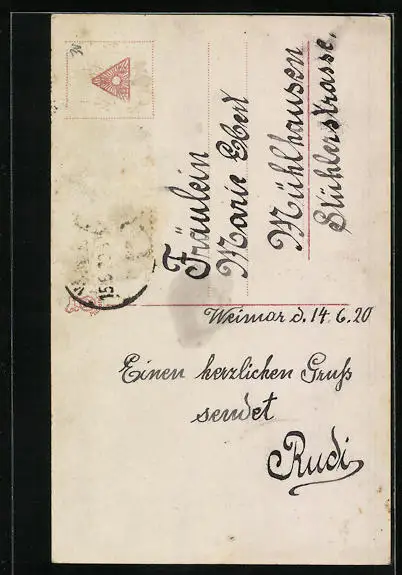 Fräulein
Marie Ebert
Mühlhausen
Stühlerstrasse.
Weimar d. 14.6.20
Einen herzlichen Gruß
sendet
Rudi